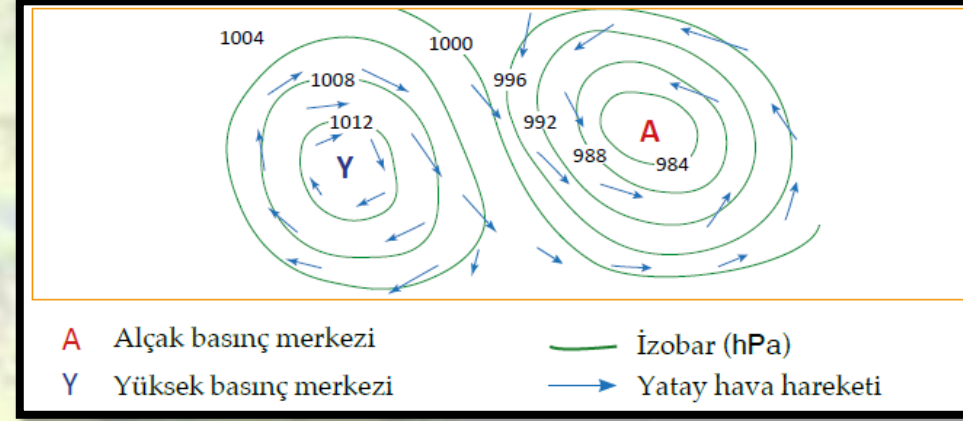 1004
1000
1008
996
1012
992
A
Y
988
984
A Alçak basınç merkezi
İzobar (hPa)
Y Yüksek basınç merkezi
Yatay hava hareketi